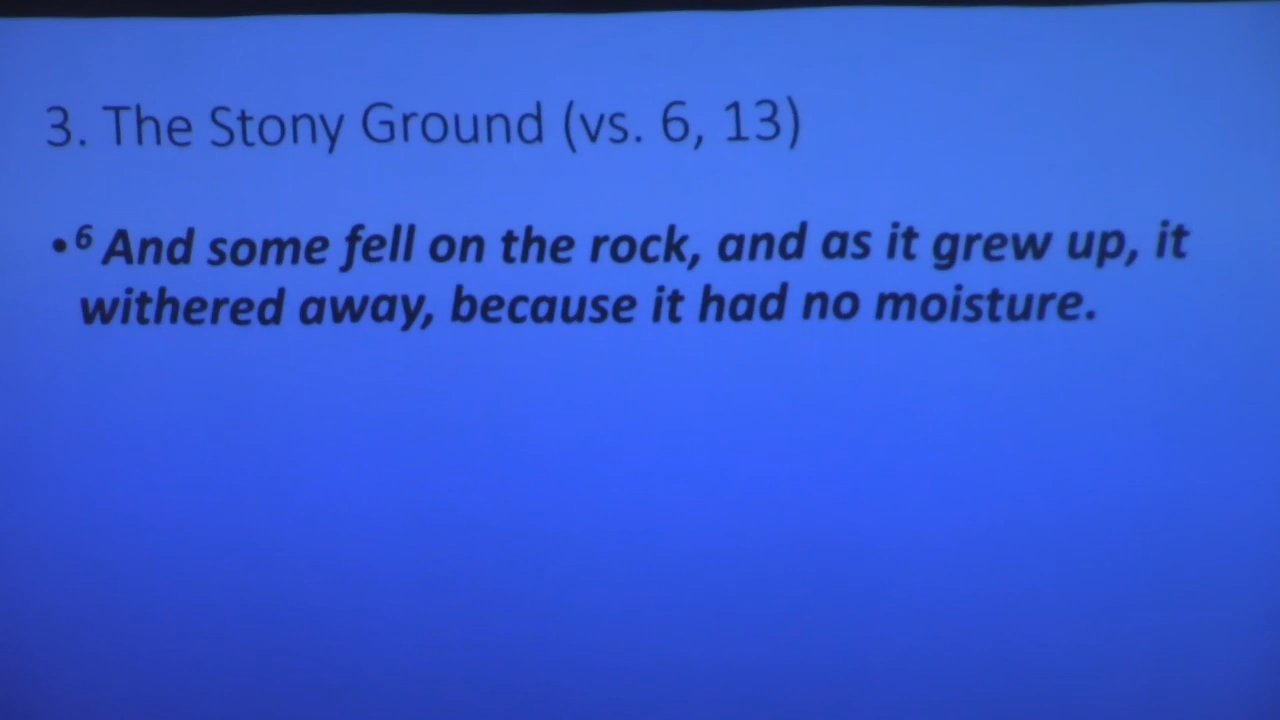 3. The Stony Ground (vs. 6, 13)
•⁶ And some fell on the rock, and as it grew up, it
withered away, because it had no moisture.